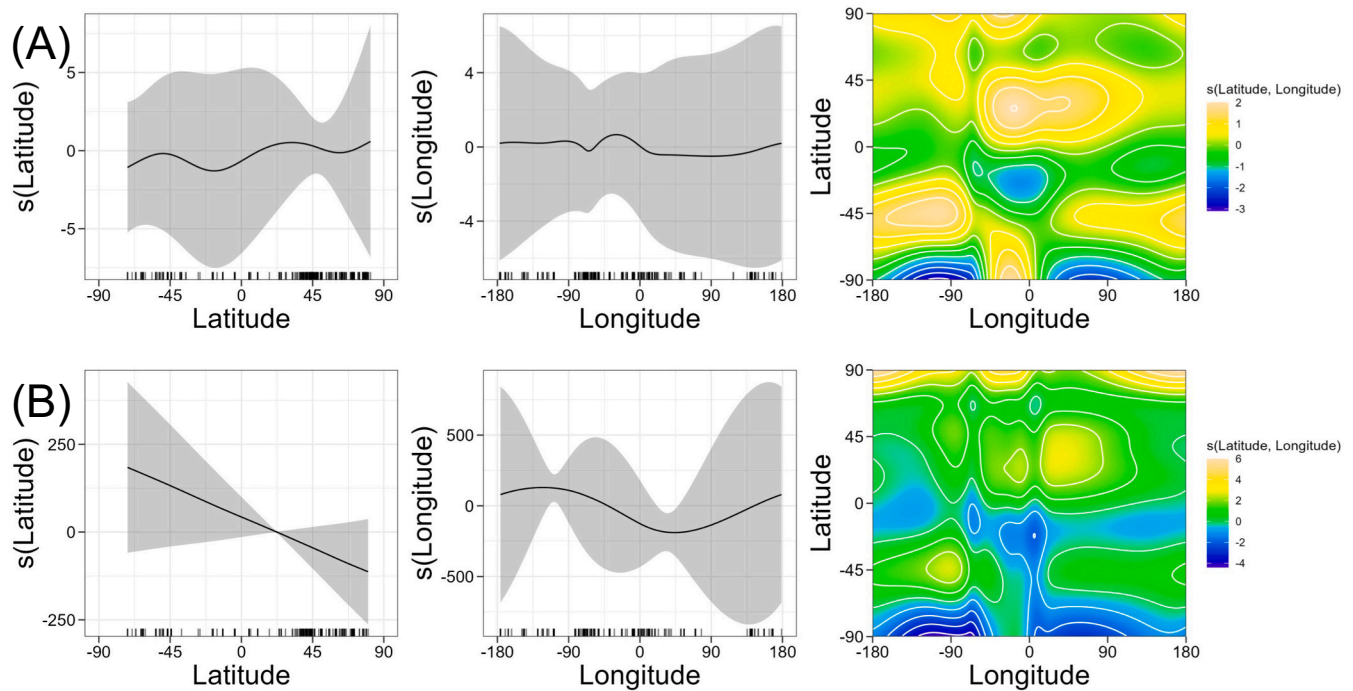 (A)
s(Latitude)
5
0
-5
-90 -45 0 45 90
Latitude
s(Longitude)
4
0
-4
-180 -90 0 90 180
Longitude
Latitude
90
45
0
-45
-90
-180 -90 0 90 180
Longitude
s(Latitude, Longitude)
2
1
0
-1
-2
-3
(B)
s(Latitude)
250
0
-250
-90 -45 0 45 90
Latitude
s(Longitude)
500
0
-500
-180 -90 0 90 180
Longitude
Latitude
90
45
0
-45
-90
-180 -90 0 90 180
Longitude
s(Latitude, Longitude)
6
4
2
0
-2
-4